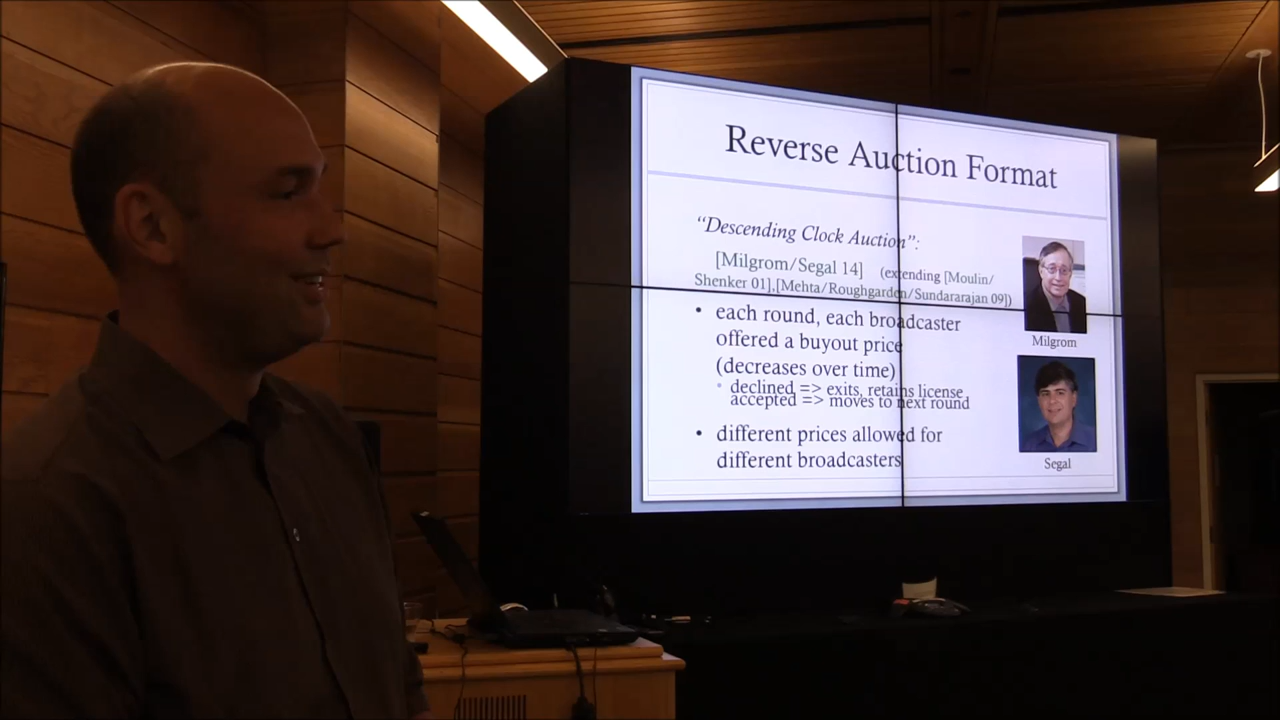 Reverse Auction Format
“Descending Clock Auction”:
[Milgrom/Segal 14] (extending [Moulin/
Shenker 01],[Mehta/Roughgarden/Sundararajan 09])
• each round, each broadcaster
offered a buyout price
(decreases over time)
• declined => exits, retains license
accepted => moves to next round
• different prices allowed for
different broadcasters
Milgrom
Segal